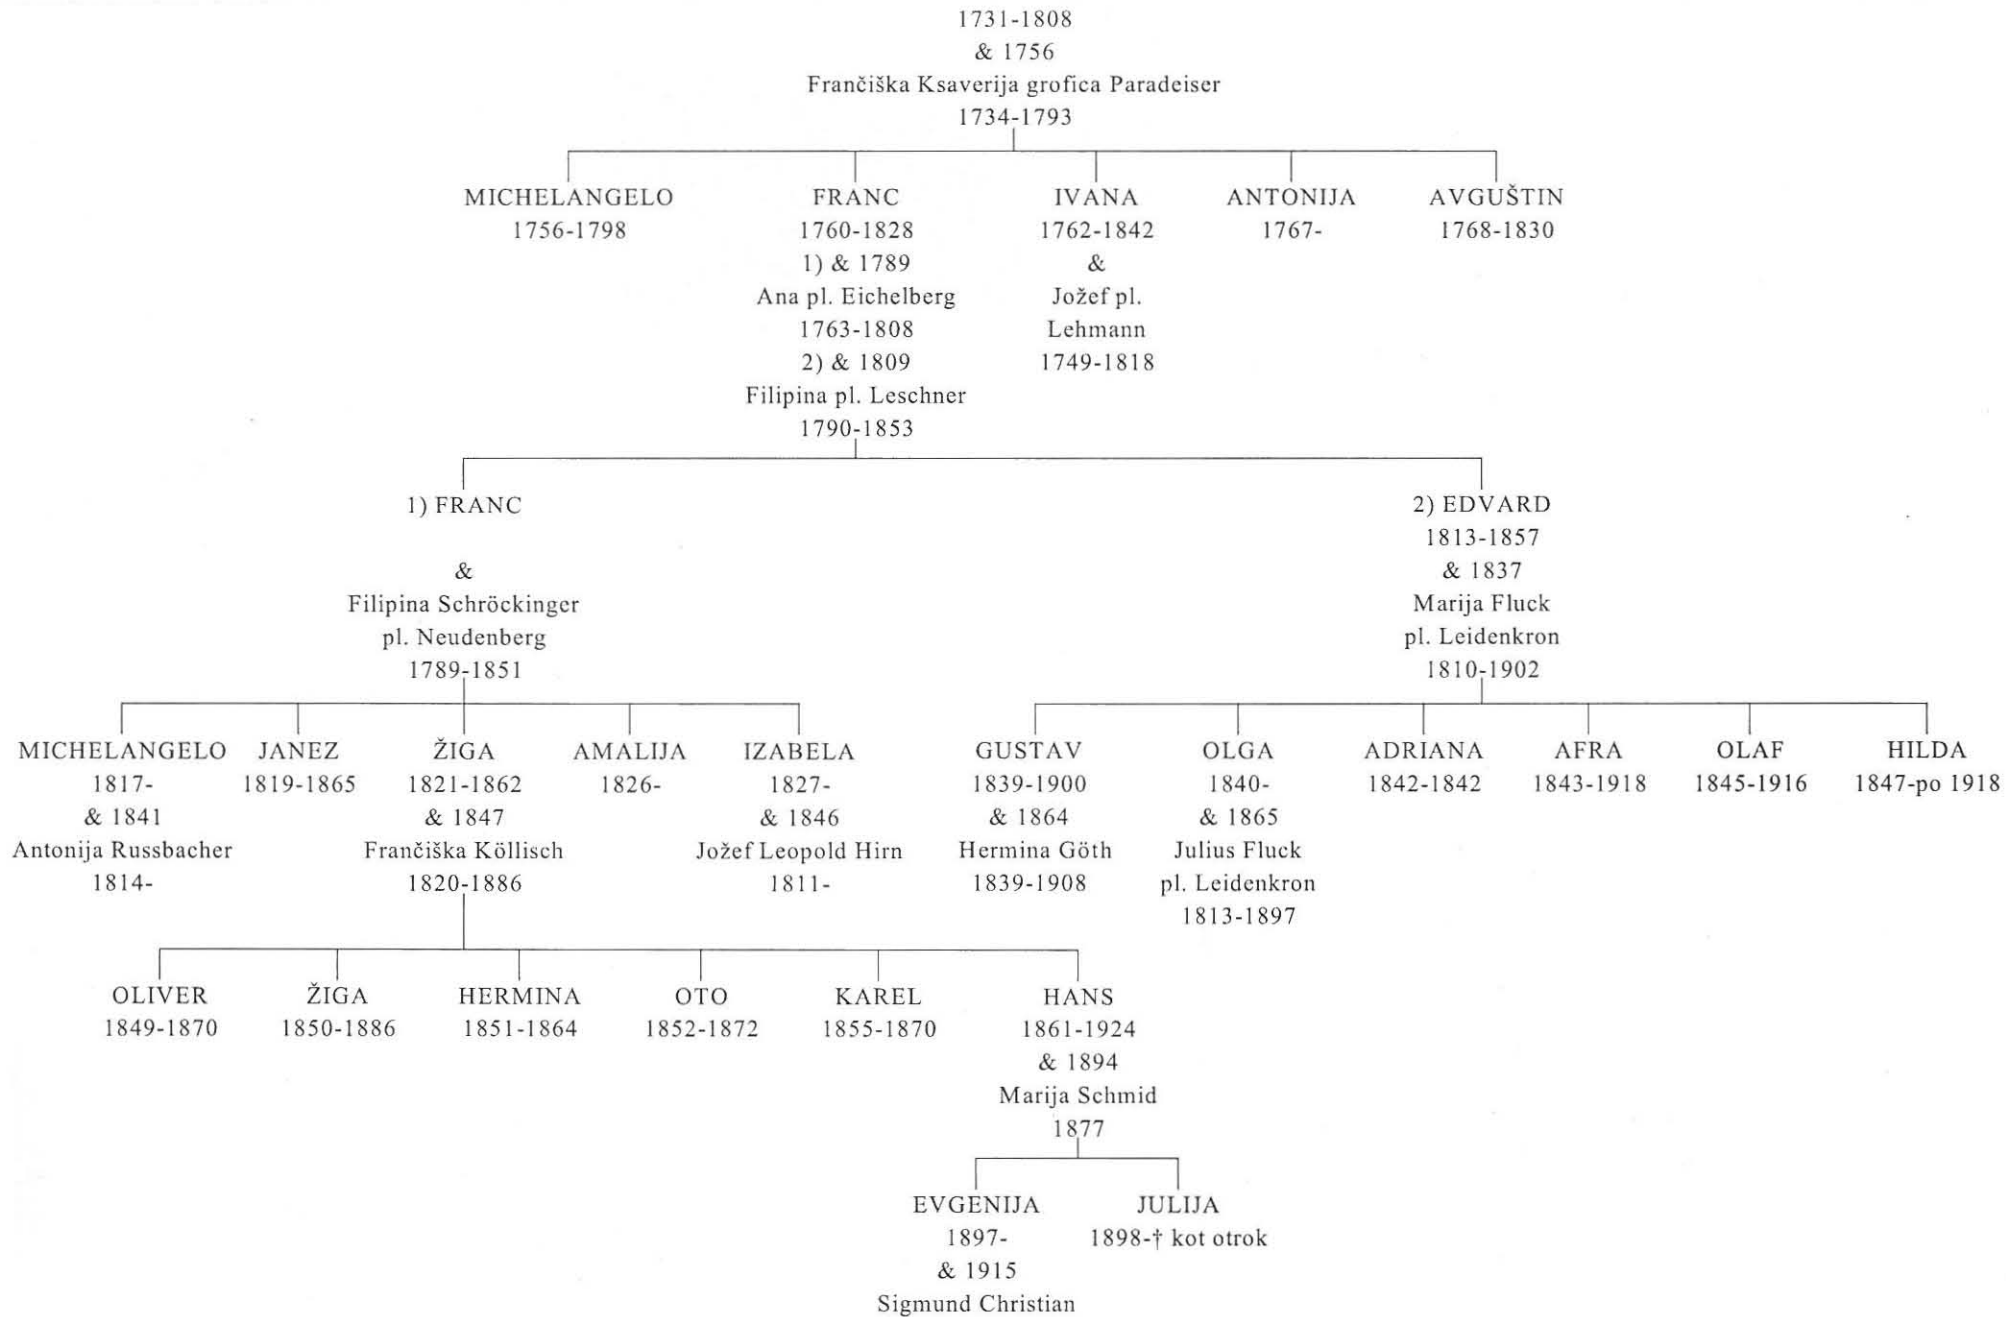 1731-1808
& 1756
Frančiška Ksaverija grofica Paradeiser
1734-1793
MICHELANGELO
1756-1798
FRANC
1760-1828
1) & 1789
Ana pl. Eichelberg
1763-1808
2) & 1809
Filipina pl. Leschner
1790-1853
IVANA
1762-1842
&
Jožef pl.
Lehmann
1749-1818
ANTONIJA
1767-
AVGUŠTIN
1768-1830
1) FRANC
&
Filipina Schröckinger
pl. Neudenberg
1789-1851
2) EDVARD
1813-1857
& 1837
Marija Fluck
pl. Leidenkron
1810-1902
MICHELANGELO
1817-
& 1841
Antonija Russbacher
1814-
JANEZ
1819-1865
ŽIGA
1821-1862
& 1847
Frančiška Köllisch
1820-1886
AMALIJA
1826-
IZABELA
1827-
& 1846
Jožef Leopold Hirn
1811-
GUSTAV
1839-1900
& 1864
Hermina Göth
1839-1908
OLGA
1840-
& 1865
Julius Fluck
pl. Leidenkron
1813-1897
ADRIANA
1842-1842
AFRA
1843-1918
OLAF
1845-1916
HILDA
1847-po 1918
OLIVER
1849-1870
ŽIGA
1850-1886
HERMINA
1851-1864
OTO
1852-1872
KAREL
1855-1870
HANS
1861-1924
& 1894
Marija Schmid
1877
EVGENIJA
1897-
& 1915
Sigmund Christian
JULIJA
1898-† kot otrok